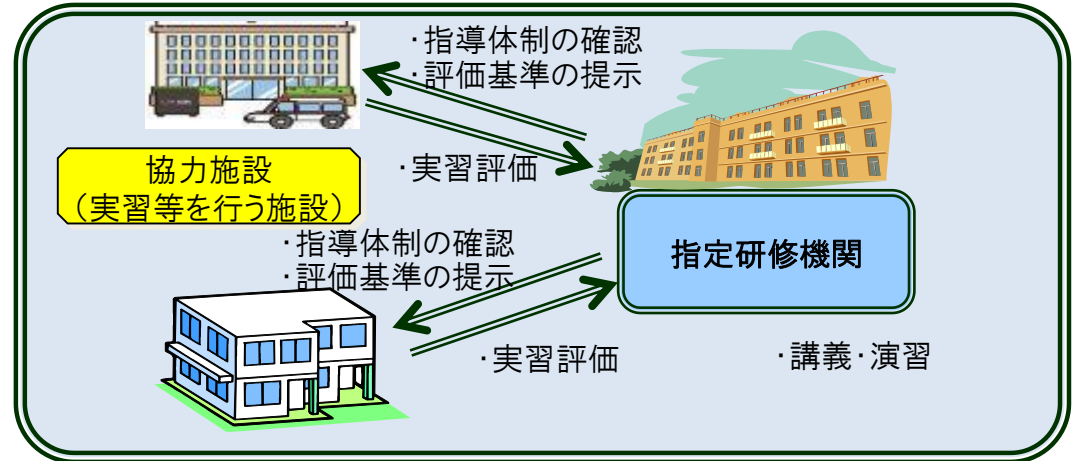 ・指導体制の確認
・評価基準の提示
・実習評価
協力施設
（実習等を行う施設）
・指導体制の確認
・評価基準の提示
指定研修機関
・実習評価
・講義・演習